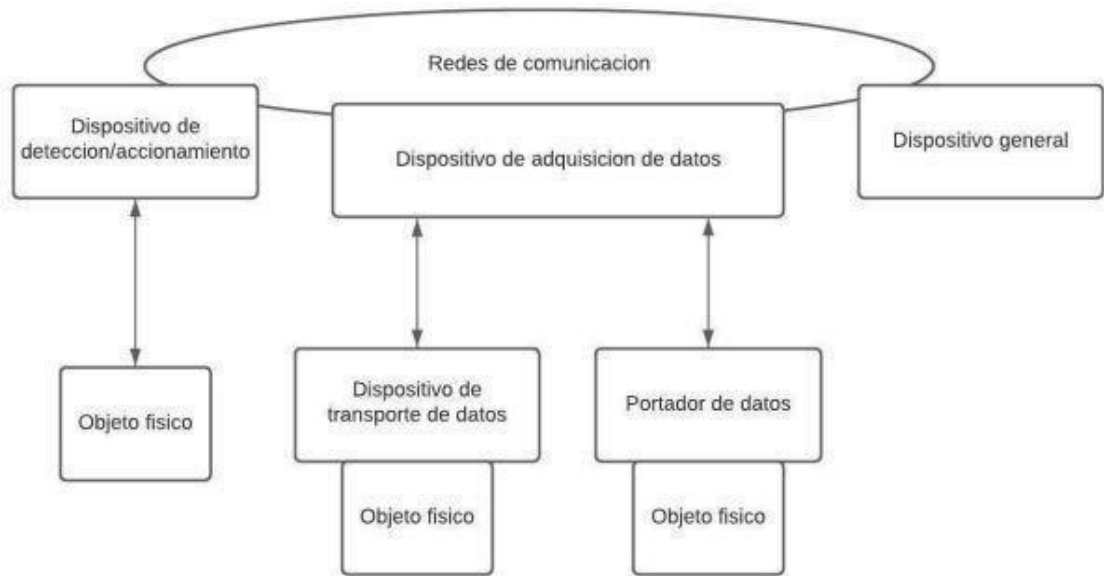 Redes de comunicacion
Dispositivo de
deteccion/accionamiento
Dispositivo de adquisicion de datos
Dispositivo general
Objeto fisico
Dispositivo de
transporte de datos
Portador de datos
Objeto fisico
Objeto fisico